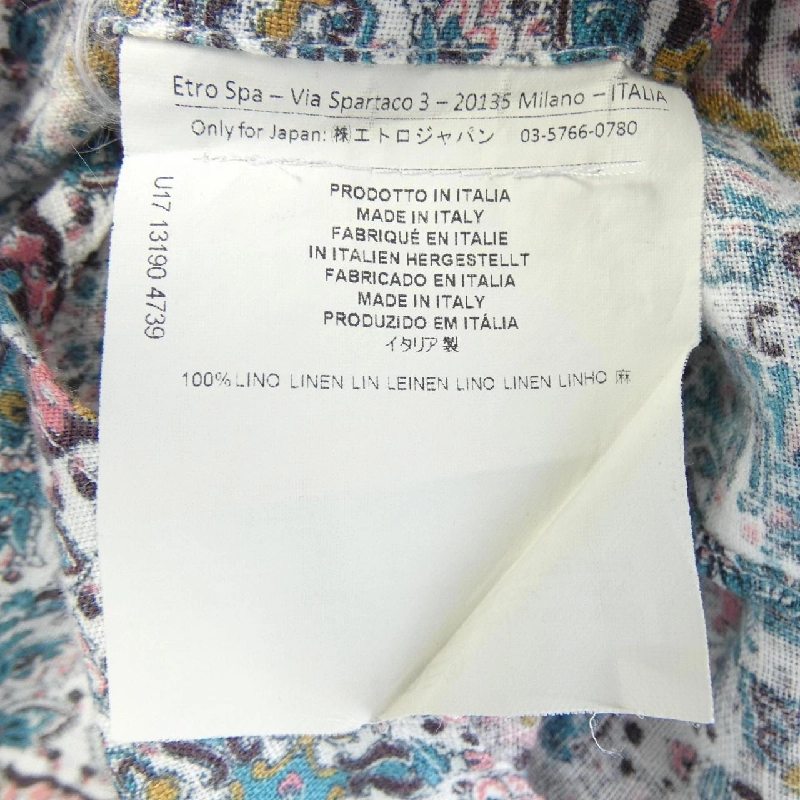 Etro Spa – Via Spartaco 3 – 20135 Milano – ITALIA
Only for Japan: ㈱エトロジャパン 03-5766-0780
U17 13190 4739
PRODOTTO IN ITALIA
MADE IN ITALY
FABRIQUÉ EN ITALIE
IN ITALIEN HERGESTELLT
FABRICADO EN ITALIA
MADE IN ITALY
PRODUZIDO EM ITÁLIA
イタリア製
100% LINO LINEN LIN LEINEN LINO LINEN LINHO 麻